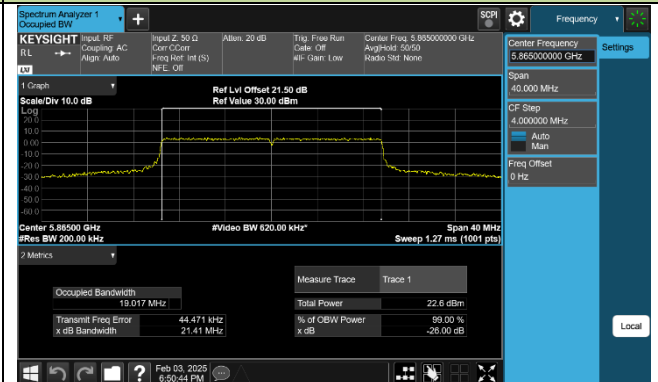 Spectrum Analyzer 1
Occupied BW
+
SCPI
Frequency
KEYSIGHT
RL
LXI
Input: RF
Coupling: AC
Align: Auto
Input Z: 50 Ω
Corr CCorr
Freq Ref: Int (S)
NFE: Off
Atten: 20 dB
Trig: Free Run
Gate: Off
#IF Gain: Low
Center Freq: 5.865000000 GHz
Avg|Hold: 50/50
Radio Std: None
Center Frequency
5.865000000 GHz
Settings
Span
40.000 MHz
CF Step
4.000000 MHz
Auto
Man
Freq Offset
0 Hz
1 Graph
Scale/Div 10.0 dB
Ref Lvl Offset 21.50 dB
Ref Value 30.00 dBm
Log
20.0
10.0
0.00
-10.0
-20.0
-30.0
-40.0
-50.0
-60.0
Center 5.86500 GHz
#Video BW 620.00 kHz*
Span 40 MHz
#Res BW 200.00 kHz
Sweep 1.27 ms (1001 pts)
2 Metrics
Measure Trace
Trace 1
Occupied Bandwidth
19.017 MHz
Total Power
22.6 dBm
Transmit Freq Error
44.471 kHz
% of OBW Power
99.00 %
x dB Bandwidth
21.41 MHz
x dB
-26.00 dB
Local
?
Feb 03, 2025
6:50:44 PM